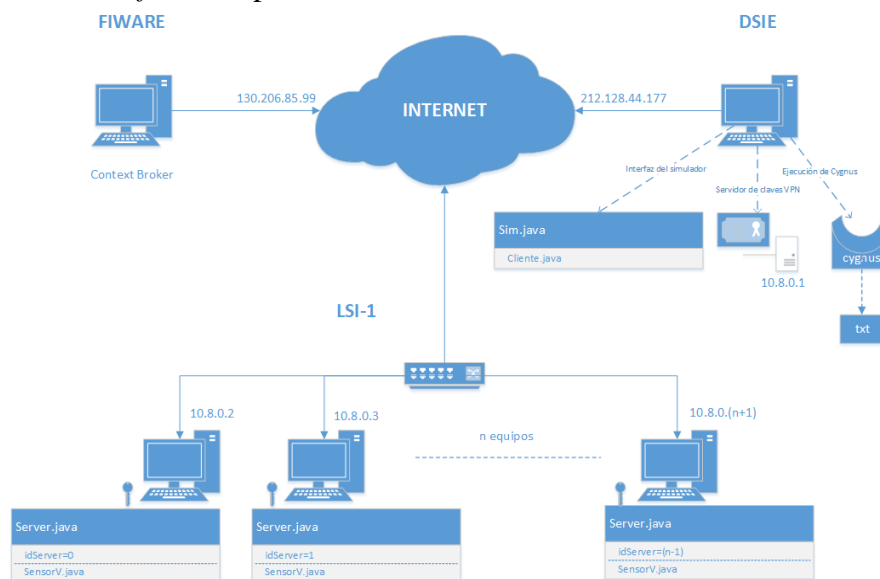 FIWARE
DSIE
130.206.85.99
INTERNET
212.128.44.177
Context Broker
Interfaz del simulador
Ejecución de Cygnus
Servidor de claves VPN
Sim.java
Cliente.java
10.8.0.1
cygnus
txt
LSI-1
10.8.0.2
10.8.0.3
n equipos
10.8.0.(n+1)
Server.java
idServer=0
SensorV.java
Server.java
idServer=1
SensorV.java
Server.java
idServer=(n-1)
SensorV.java